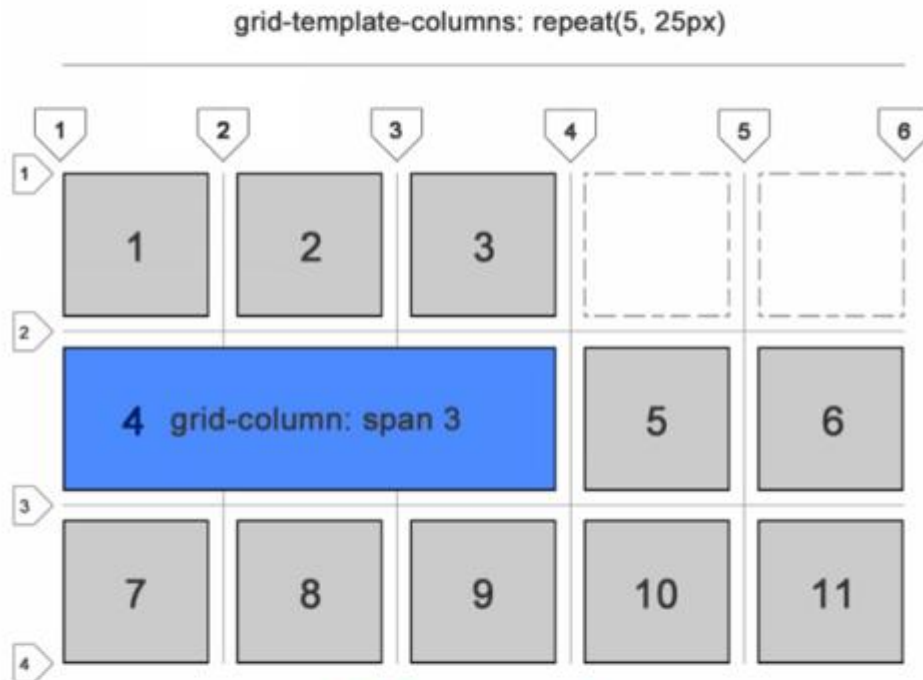 grid-template-columns: repeat(5, 25px)
1 2 3 4 5 6
1
1 2 3
2
4 grid-column: span 3 5 6
3
7 8 9 10 11
4